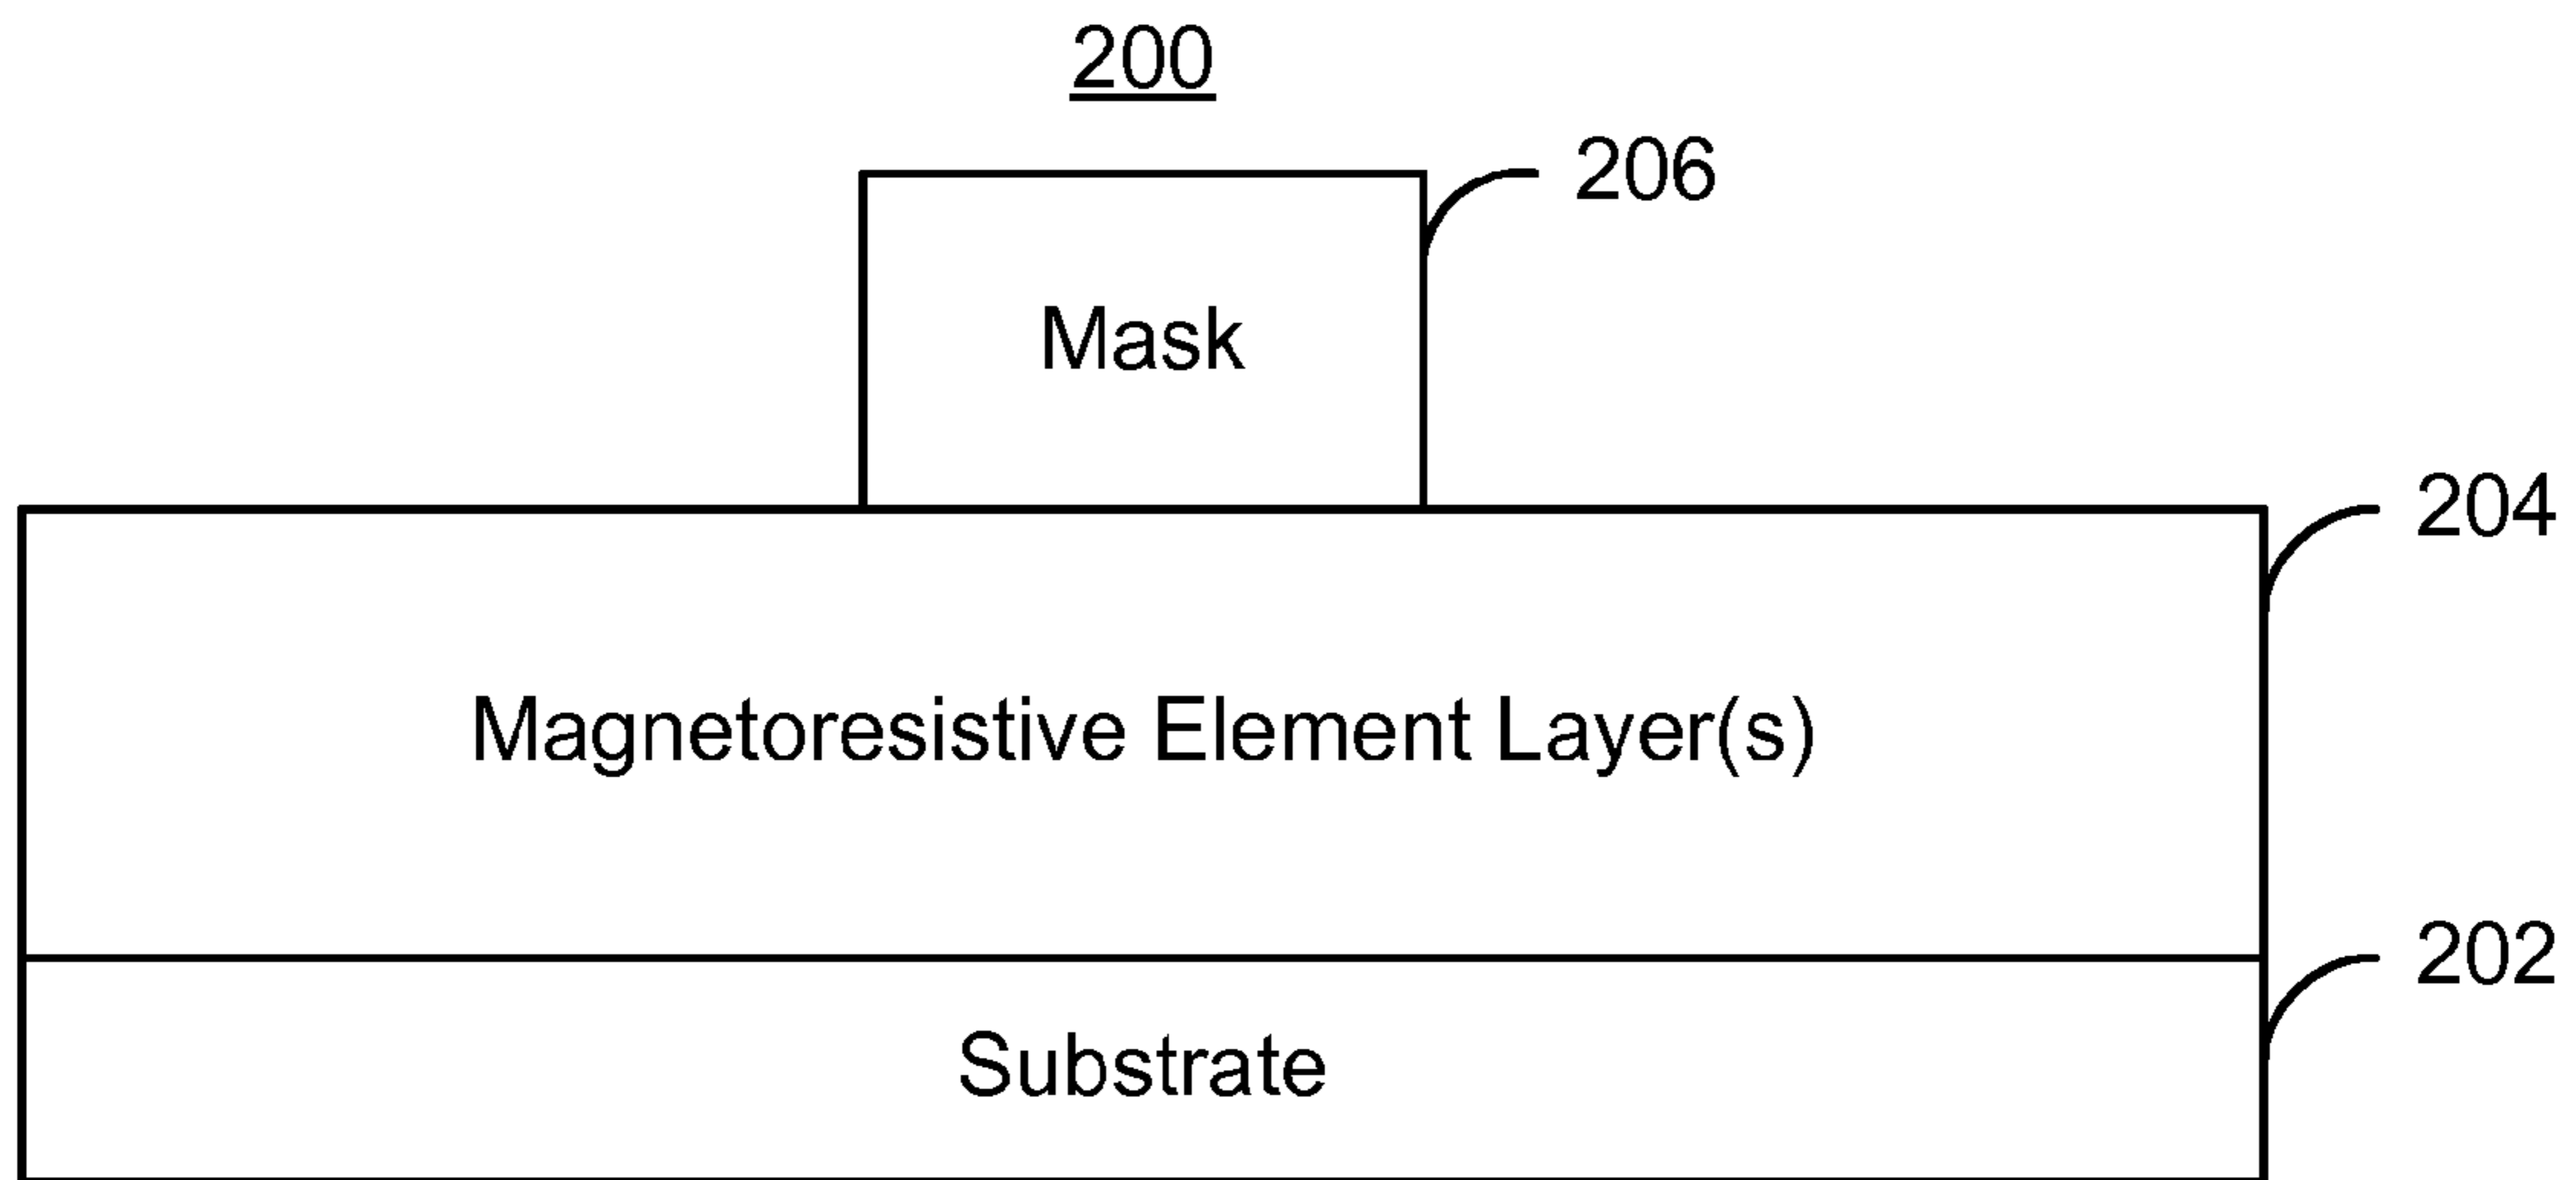 200
206
Mask
204
Magnetoresistive Element Layer(s)
202
Substrate